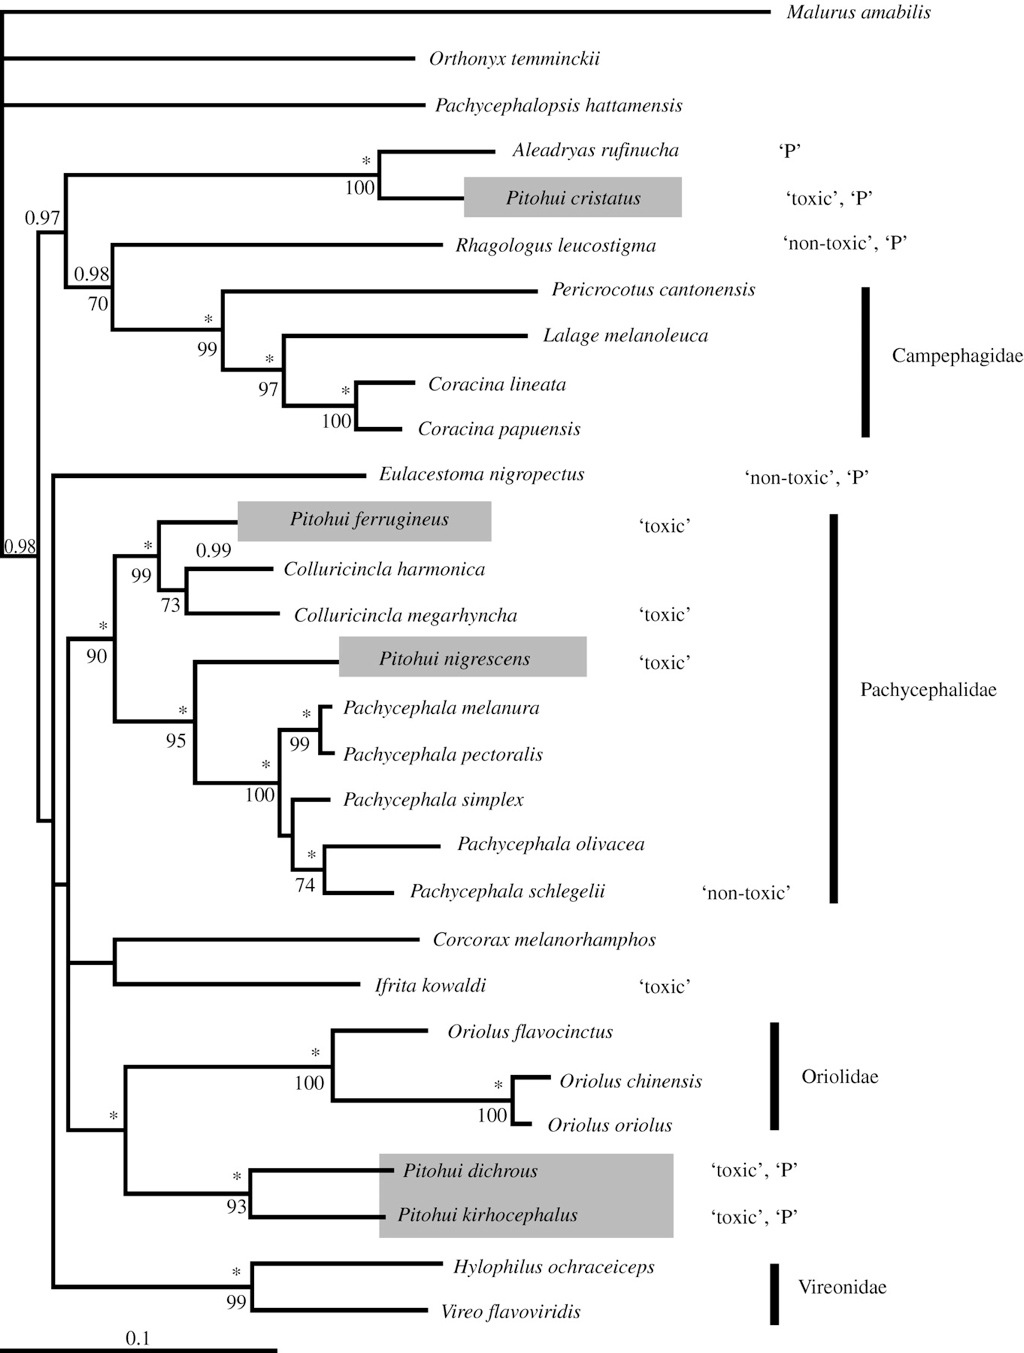 Malurus amabilis
Orthonyx temminckii
Pachycephalopsis hattamensis
Aleadryas rufinucha ‘P’
*
100
Pitohui cristatus ‘toxic’, ‘P’
0.97
Rhagologus leucostigma ‘non-toxic’, ‘P’
0.98
70
Pericrocotus cantonensis
*
99
Lalage melanoleuca
Campephagidae
*
97
Coracina lineata
*
100
Coracina papuensis
Eulacestoma nigropectus ‘non-toxic’, ‘P’
Pitohui ferrugineus ‘toxic’
0.98
*
99
0.99
Colluricincla harmonica
73
Colluricincla megarhyncha ‘toxic’
*
90
Pitohui nigrescens ‘toxic’
Pachycephalidae
*
95
Pachycephala melanura
*
99
Pachycephala pectoralis
*
100
Pachycephala simplex
Pachycephala olivacea
*
74
Pachycephala schlegelii ‘non-toxic’
Corcorax melanorhamphos
Ifrita kowaldi ‘toxic’
Oriolus flavocinctus
*
100
Oriolidae
Oriolus chinensis
*
100
Oriolus oriolus
*
Pitohui dichrous ‘toxic’, ‘P’
*
93
Pitohui kirhocephalus ‘toxic’, ‘P’
Hylophilus ochraceiceps
*
99
Vireonidae
Vireo flavoviridis
0.1